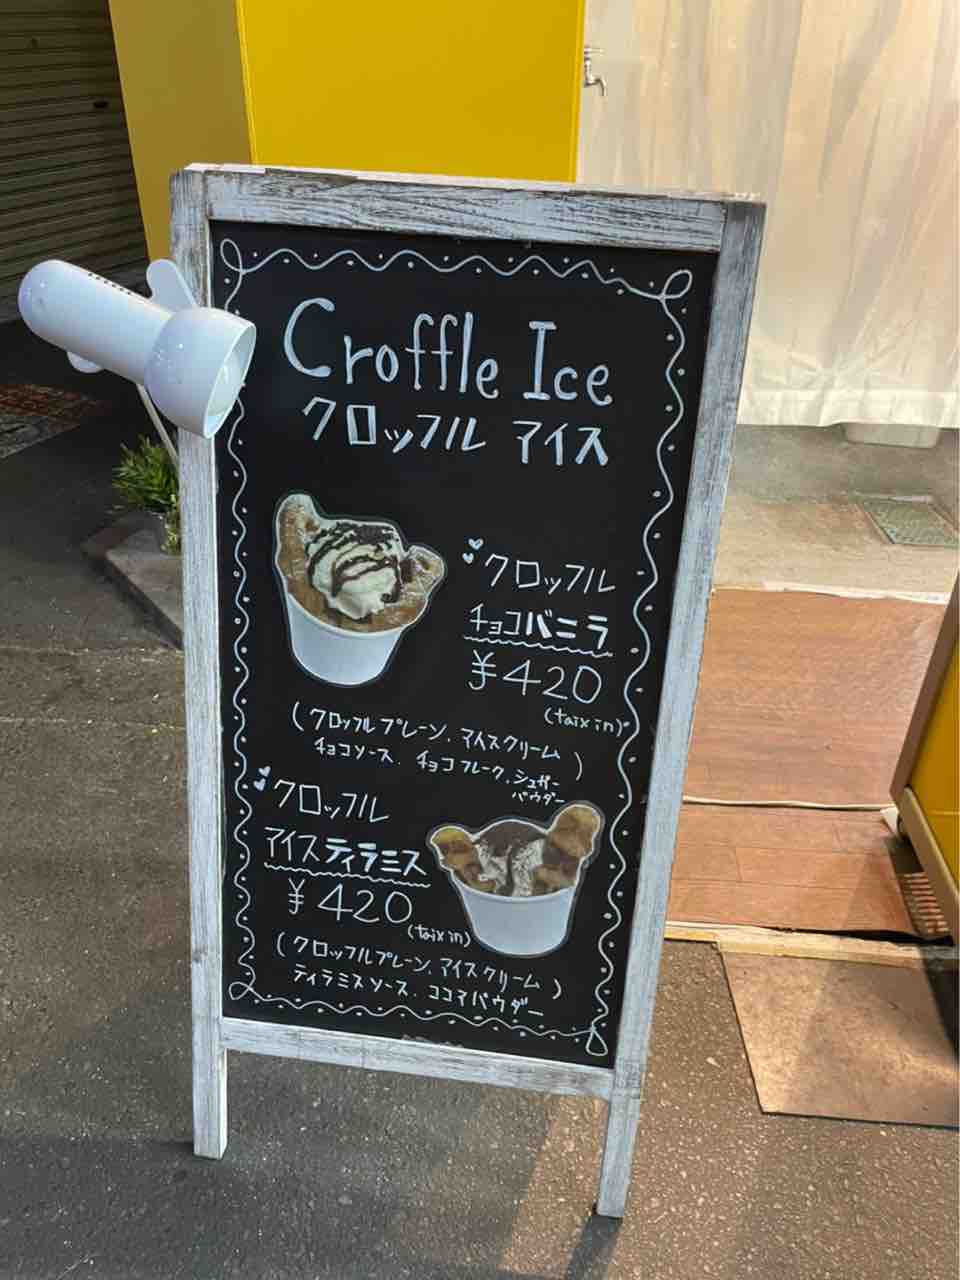 Croffle Ice
クロッフル アイス
クロッフル
チョコバニラ
¥420
(taix in)
(クロッフルプレーン、アイスクリーム
チョコソース、チョコフレーク、シュガー
パウダー)
クロッフル
アイスティラミス
¥420
(taix in)
(クロッフルプレーン、アイスクリーム
ティラミスソース、ココアパウダー)